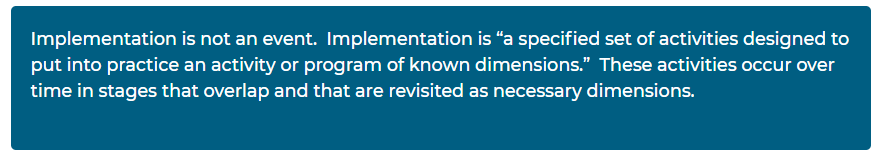 Implementation is not an event.  Implementation is “a specified set of activities designed to
put into practice an activity or program of known dimensions.”  These activities occur over
time in stages that overlap and that are revisited as necessary dimensions.